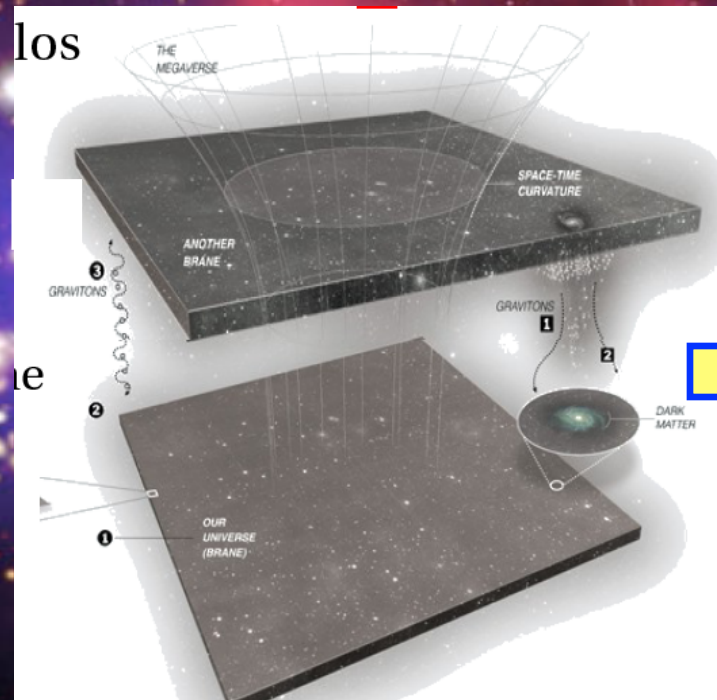 los
THE
MEGAVERSE
SPACE-TIME
CURVATURE
ANOTHER
BRANE
3
GRAVITONS
GRAVITONS
1
2
ne
2
DARK
MATTER
OUR
UNIVERSE
(BRANE)
1